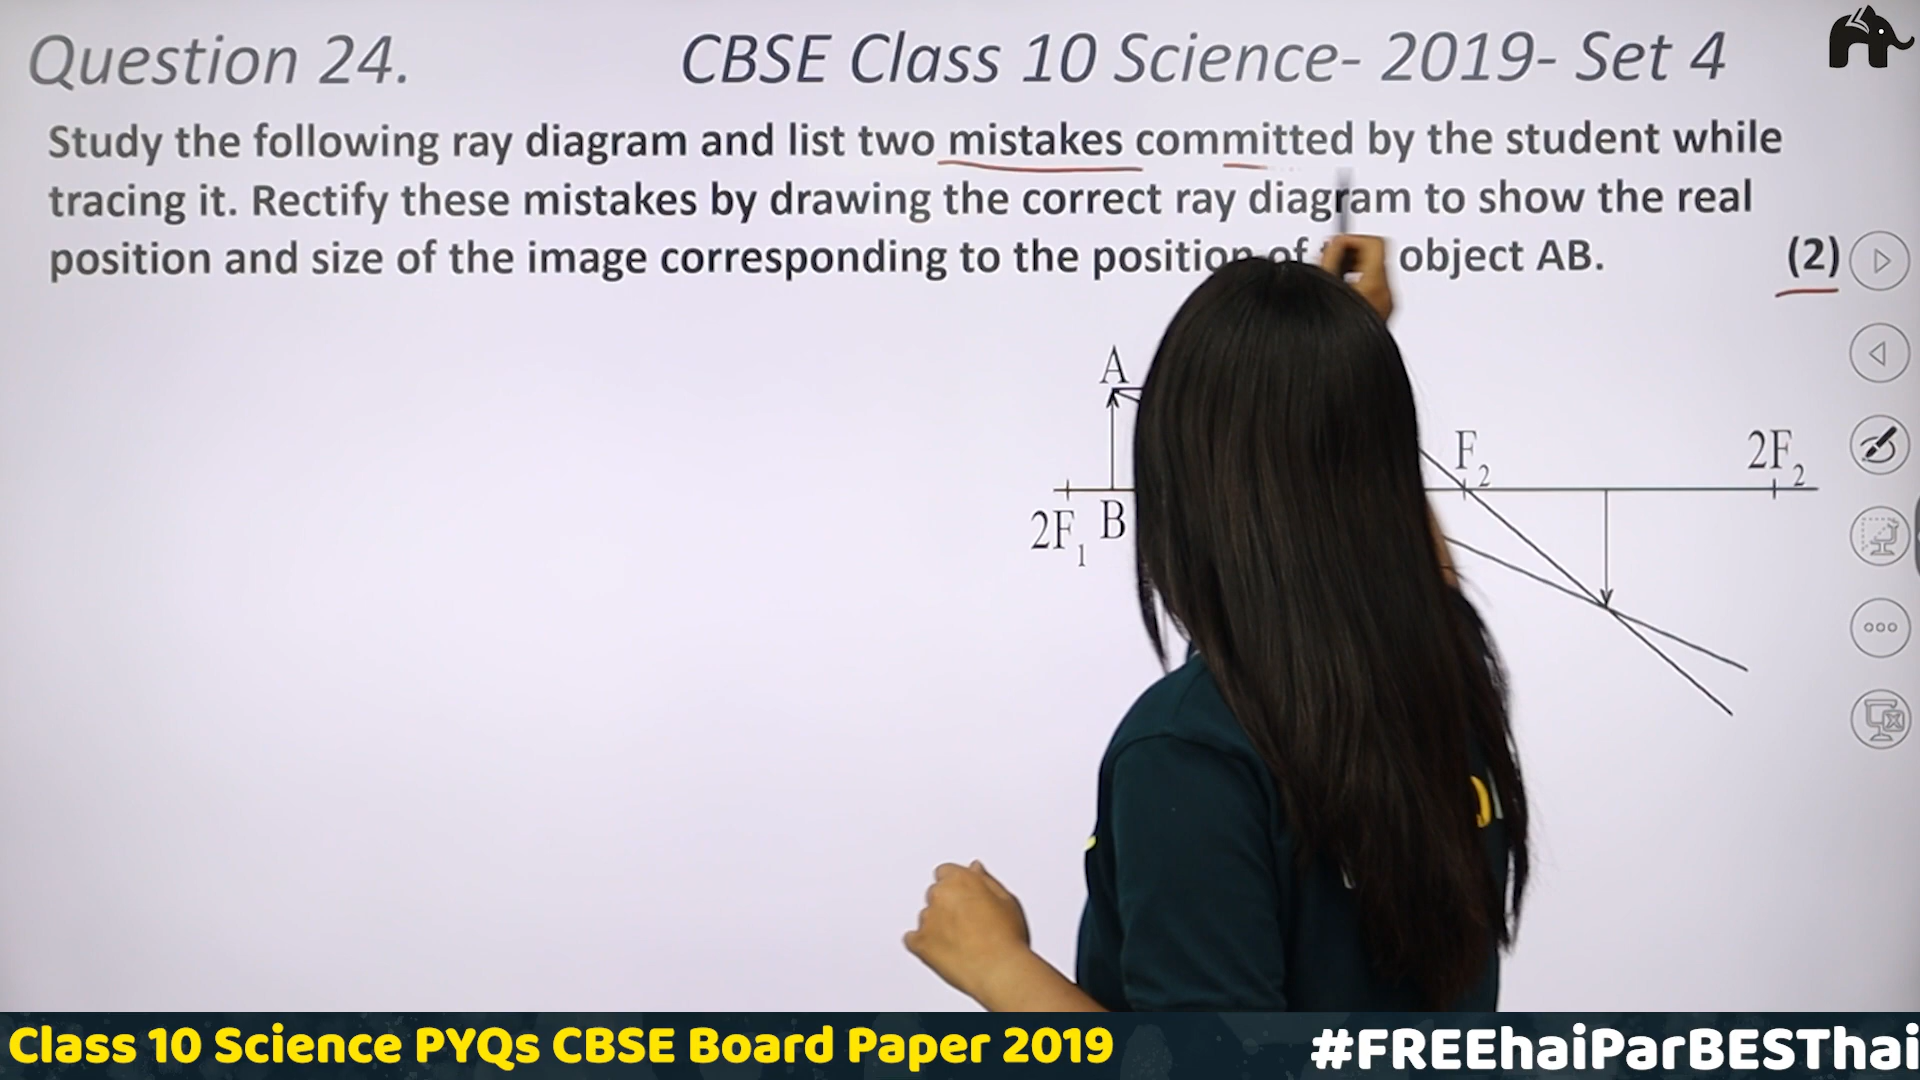 Question 24.
CBSE Class 10 Science- 2019- Set 4
Study the following ray diagram and list two mistakes committed by the student while
tracing it. Rectify these mistakes by drawing the correct ray diagram to show the real
position and size of the image corresponding to the position of object AB.
(2)
A
F2
2F2
2F1
B
Class 10 Science PYQs CBSE Board Paper 2019
#FREEhaiParBESThai